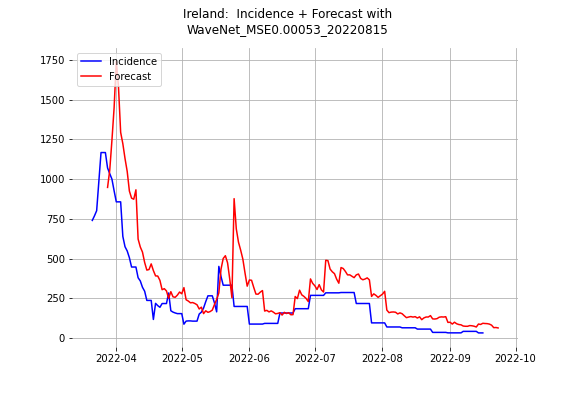 Ireland:  Incidence + Forecast with
WaveNet_MSE0.00053_20220815
Incidence
Forecast
1750
1500
1250
1000
750
500
250
0
2022-04 2022-05 2022-06 2022-07 2022-08 2022-09 2022-10